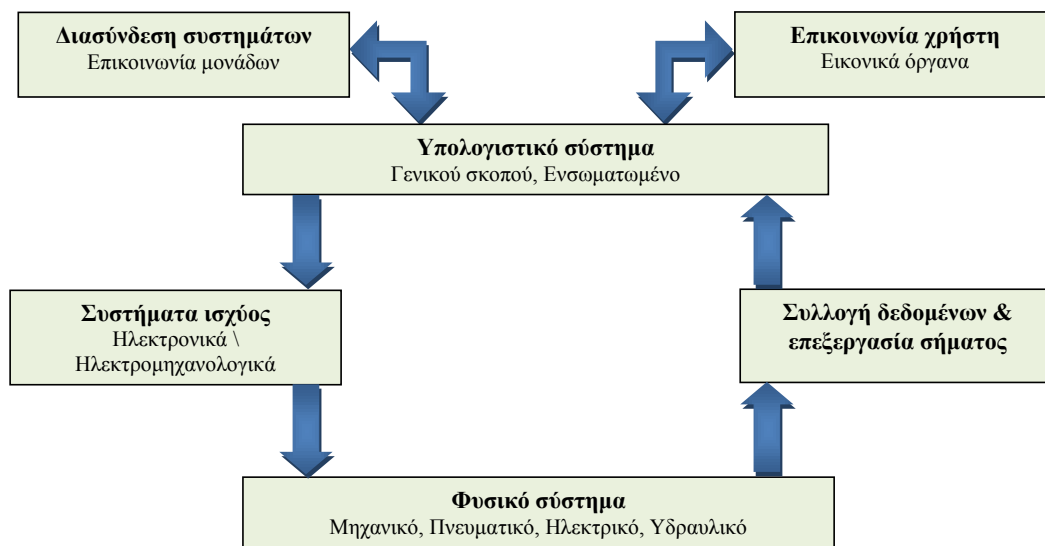 Διασύνδεση συστημάτων
Επικοινωνία μονάδων
Επικοινωνία χρήστη
Εικονικά όργανα
Υπολογιστικό σύστημα
Γενικού σκοπού, Ενσωματωμένο
Συστήματα ισχύος
Ηλεκτρονικά \
Ηλεκτρομηχανολογικά
Συλλογή δεδομένων &
επεξεργασία σήματος
Φυσικό σύστημα
Μηχανικό, Πνευματικό, Ηλεκτρικό, Υδραυλικό